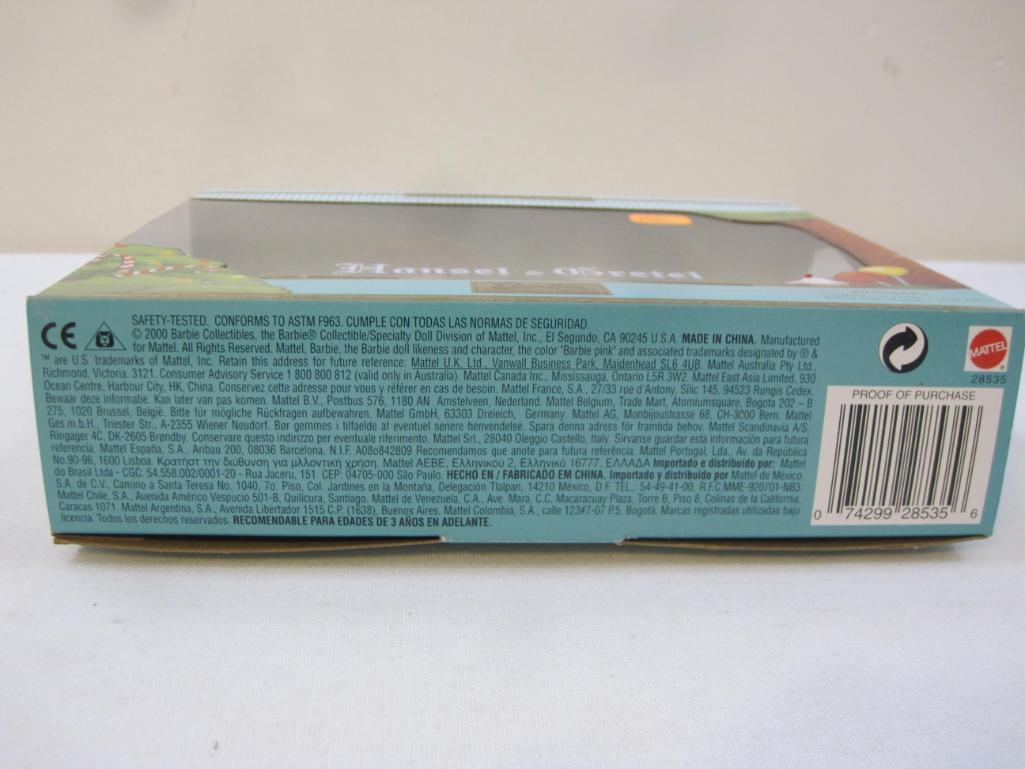 Hansel & Gretel
CE
SAFETY-TESTED. CONFORMS TO ASTM F963. CUMPLE CON TODAS LAS NORMAS DE SEGURIDAD.
© 2000 Barbie Collectibles, the Barbie® Collectible/Specialty Doll Division of Mattel, Inc., El Segundo, CA 90245 U.S.A. MADE IN CHINA. Manufactured
for Mattel. All Rights Reserved. Mattel, Barbie, the Barbie doll likeness and character, the color "Barbie pink" and associated trademarks designated by ® &
™ are U.S. trademarks of Mattel, Inc. Retain this address for future reference: Mattel U.K. Ltd., Vanwall Business Park, Maidenhead SL6 4UB. Mattel Australia Pty Ltd.,
Richmond, Victoria. 3121. Consumer Advisory Service 1 800 800 812 (valid only in Australia). Mattel Canada Inc., Mississauga, Ontario L5R 3W2. Mattel East Asia Limited, 930
Ocean Centre, Harbour City, HK, China. Conservez cette adresse pour vous y référer en cas de besoin. Mattel France, S.A., 27/33 rue d'Antony, Silic 145, 94523 Rungis Cedex.
Bewaar deze informatie. Kan later van pas komen. Mattel B.V., Postbus 576, 1180 AN Amstelveen, Nederland. Mattel Belgium, Trade Mart, Atomiumsquare, Bogota 202 - B
275, 1020 Brussel, België. Bitte für mögliche Rückfragen aufbewahren. Mattel GmbH, 63303 Dreieich, Germany. Mattel AG, Monbijoustrasse 68, CH-3000 Bern. Mattel
Ges.m.b.H., Triester Str., A-2355 Wiener Neudorf. Bør gemmes i tilfælde af eventuel senere henvendelse. Spara denna adress för framtida behov. Mattel Scandinavia A/S,
Ringager 4C, DK-2605 Brøndby. Conservare questo indirizzo per eventuale riferimento. Mattel Srl., 28040 Oleggio Castello, Italy. Sirvanse guardar esta información para futura
referencia. Mattel España, S.A., Aribau 200, 08036 Barcelona. N.I.F. A08o842809 Recomendamos que anote para futura referência. Mattel Portugal, Lda., Av. da República
No.90-96, 1600 Lisboa. Κρατήστ την διύθυνση για μλλοντική χρήση. Mattel AEBE, Ελληνικού 2, Ελληνικό 16777, ΕΛΛΑΔΑ Importado e distribuido por: Mattel
do Brasil Ltda - CGC: 54.558.002/0001-20 - Rua Jaceru, 151 CEP. 04705-000 São Paulo. HECHO EN / FABRICADO EM CHINA. Importado y distribuido por Mattel de México,
S.A. de C.V., Camino a Santa Teresa No. 1040, 7o. Piso, Col. Jardines en la Montaña, Delegación Tlalpan, 14210 México, D.F. TEL.: 54-49-41-00. R.F.C.MME-920701-NB3.
Mattel Chile, S.A., Avenida Américo Vespucio 501-B, Quilicura, Santiago. Mattel de Venezuela, C.A., Ave. Mara, C.C. Macaracuay Plaza, Torre B, Piso 8, Colinas de la California,
Caracas 1071. Mattel Argentina, S.A., Avenida Libertador 1515 C.P. (1638), Buenos Aires. Mattel Colombia, S.A., calle 123#7-07 P.5, Bogotá. Marcas registradas utilizadas bajo
licencia. Todos los derechos reservados. RECOMENDABLE PARA EDADES DE 3 AÑOS EN ADELANTE.
MATTEL
®
28535
PROOF OF PURCHASE
0 74299 28535 6